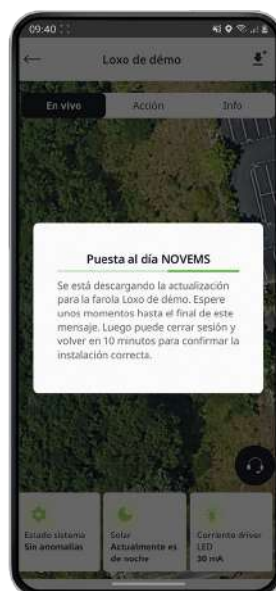 09:40
Loxo de démo
En vivo Acción Info
Puesta al día NOVEMS
Se está descargando la actualización
para la farola Loxo de démo. Espere
unos momentos hasta el final de este
mensaje. Luego puede cerrar sesión y
volver en 10 minutos para confirmar la
instalación correcta.
Estado sistema Solar Corriente driver
Sin anomalías Actualmente es LED
de noche 30 mA